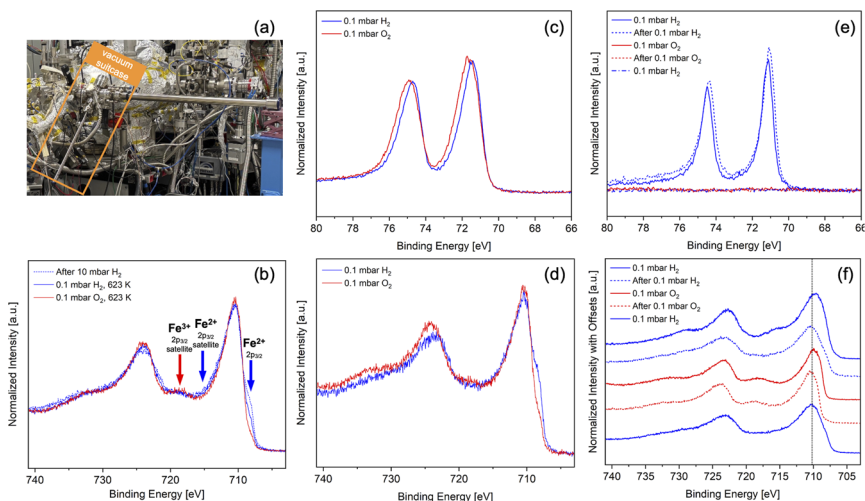 (a)
vacuum
suitcase
(c)
0.1 mbar H₂
0.1 mbar O₂
Normalized Intensity [a.u.]
80 78 76 74 72 70 68 66
Binding Energy [eV]
(e)
0.1 mbar H₂
After 0.1 mbar H₂
0.1 mbar O₂
After 0.1 mbar O₂
0.1 mbar H₂
Normalized Intensity [a.u.]
80 75 70 66
Binding Energy [eV]
(b)
After 10 mbar H₂
0.1 mbar H₂, 623 K
0.1 mbar O₂, 623 K
Fe³⁺
2p₃/₂
satellite
Fe²⁺
2p₃/₂
satellite
Fe²⁺
2p₃/₂
Normalized Intensity [a.u.]
740 730 720 710
Binding Energy [eV]
(d)
0.1 mbar H₂
0.1 mbar O₂
Normalized Intensity [a.u.]
740 730 720 710
Binding Energy [eV]
(f)
0.1 mbar H₂
After 0.1 mbar H₂
0.1 mbar O₂
After 0.1 mbar O₂
0.1 mbar H₂
Normalized Intensity with Offsets [a.u.]
740 735 730 725 720 715 710 705
Binding Energy [eV]